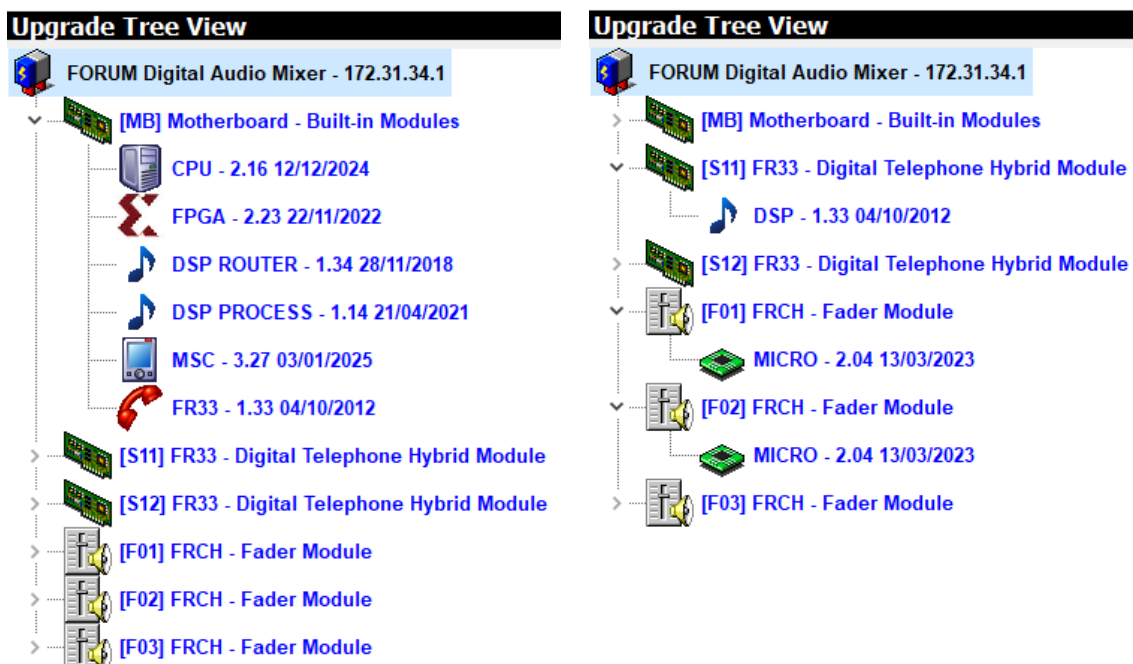 Upgrade Tree View
FORUM Digital Audio Mixer - 172.31.34.1
[MB] Motherboard - Built-in Modules
CPU - 2.16 12/12/2024
FPGA - 2.23 22/11/2022
DSP ROUTER - 1.34 28/11/2018
DSP PROCESS - 1.14 21/04/2021
MSC - 3.27 03/01/2025
FR33 - 1.33 04/10/2012
[S11] FR33 - Digital Telephone Hybrid Module
[S12] FR33 - Digital Telephone Hybrid Module
[F01] FRCH - Fader Module
[F02] FRCH - Fader Module
[F03] FRCH - Fader Module
Upgrade Tree View
FORUM Digital Audio Mixer - 172.31.34.1
[MB] Motherboard - Built-in Modules
[S11] FR33 - Digital Telephone Hybrid Module
DSP - 1.33 04/10/2012
[S12] FR33 - Digital Telephone Hybrid Module
[F01] FRCH - Fader Module
MICRO - 2.04 13/03/2023
[F02] FRCH - Fader Module
MICRO - 2.04 13/03/2023
[F03] FRCH - Fader Module